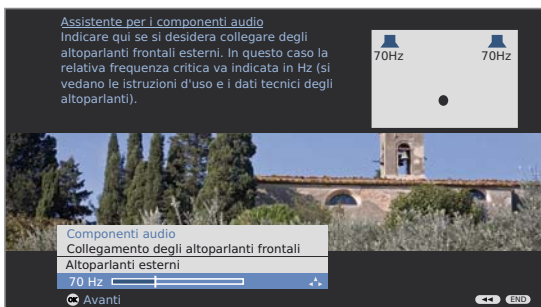 Assistente per i componenti audio
Indicare qui se si desidera collegare degli
altoparlanti frontali esterni. In questo caso la
relativa frequenza critica va indicata in Hz (si
vedano le istruzioni d'uso e i dati tecnici degli
altoparlanti).
70Hz 70Hz
Componenti audio
Collegamento degli altoparlanti frontali
Altoparlanti esterni
70 Hz
OK Avanti
END